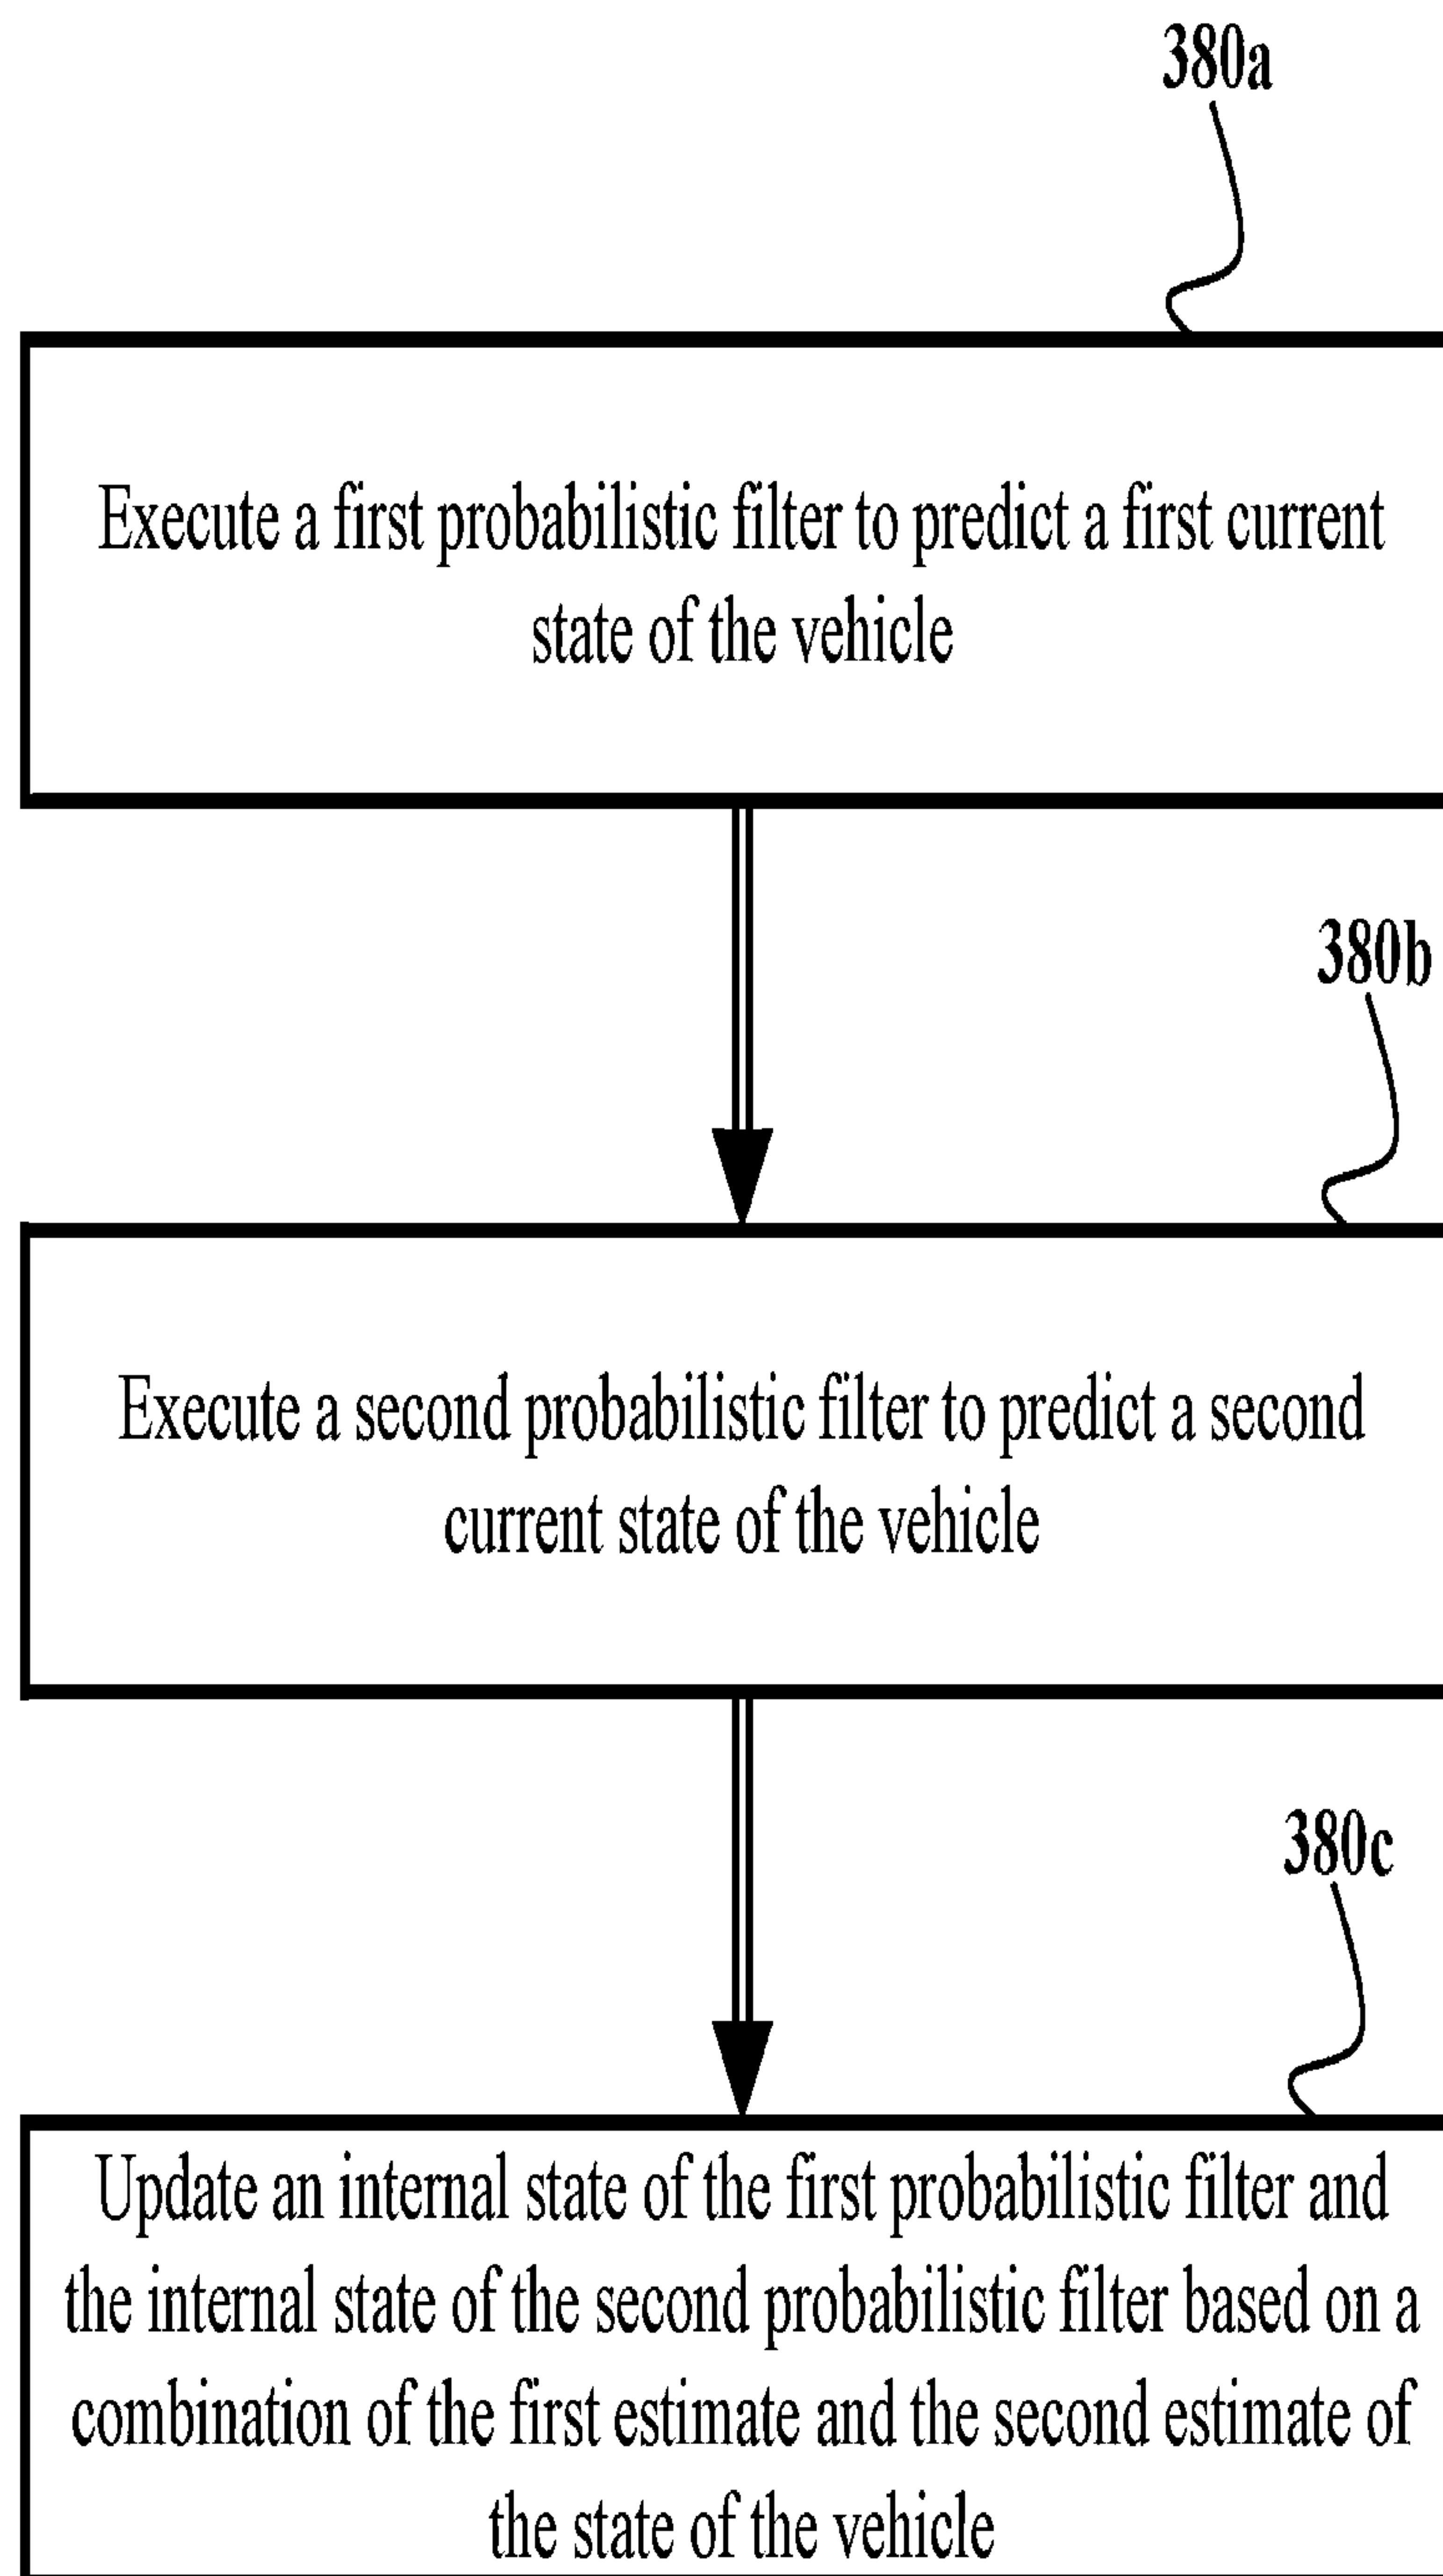 380a
Execute a first probabilistic filter to predict a first current
state of the vehicle
380b
Execute a second probabilistic filter to predict a second
current state of the vehicle
380c
Update an internal state of the first probabilistic filter and
the internal state of the second probabilistic filter based on a
combination of the first estimate and the second estimate of
the state of the vehicle